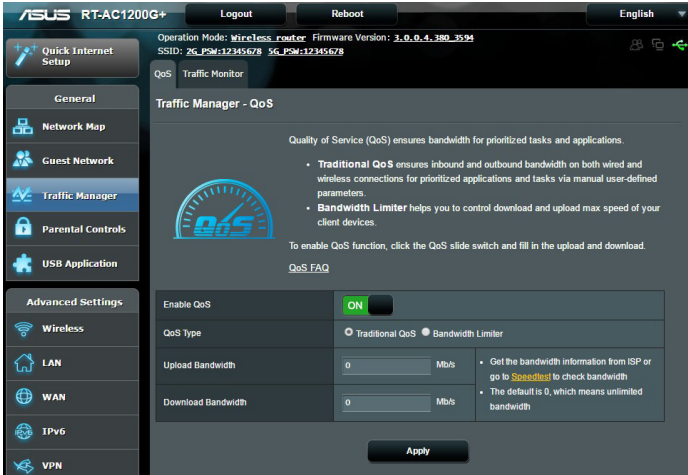 ASUS RT-AC1200G+ Logout Reboot English
Quick Internet Setup
Operation Mode: Wireless router Firmware Version: 3.0.0.4.380_3594
SSID: 2G_PSW:12345678 5G_PSW:12345678
QoS Traffic Monitor
General
Network Map
Guest Network
Traffic Manager
Parental Controls
USB Application
Advanced Settings
Wireless
LAN
WAN
IPv6
VPN
Traffic Manager - QoS
QoS
Quality of Service (QoS) ensures bandwidth for prioritized tasks and applications.
Traditional QoS ensures inbound and outbound bandwidth on both wired and
wireless connections for prioritized applications and tasks via manual user-defined
parameters.
Bandwidth Limiter helps you to control download and upload max speed of your
client devices.
To enable QoS function, click the QoS slide switch and fill in the upload and download.
QoS FAQ
Enable QoS ON
QoS Type Traditional QoS Bandwidth Limiter
Upload Bandwidth 0 Mb/s
Download Bandwidth 0 Mb/s
Get the bandwidth information from ISP or
go to Speedtest to check bandwidth
The default is 0, which means unlimited
bandwidth
Apply